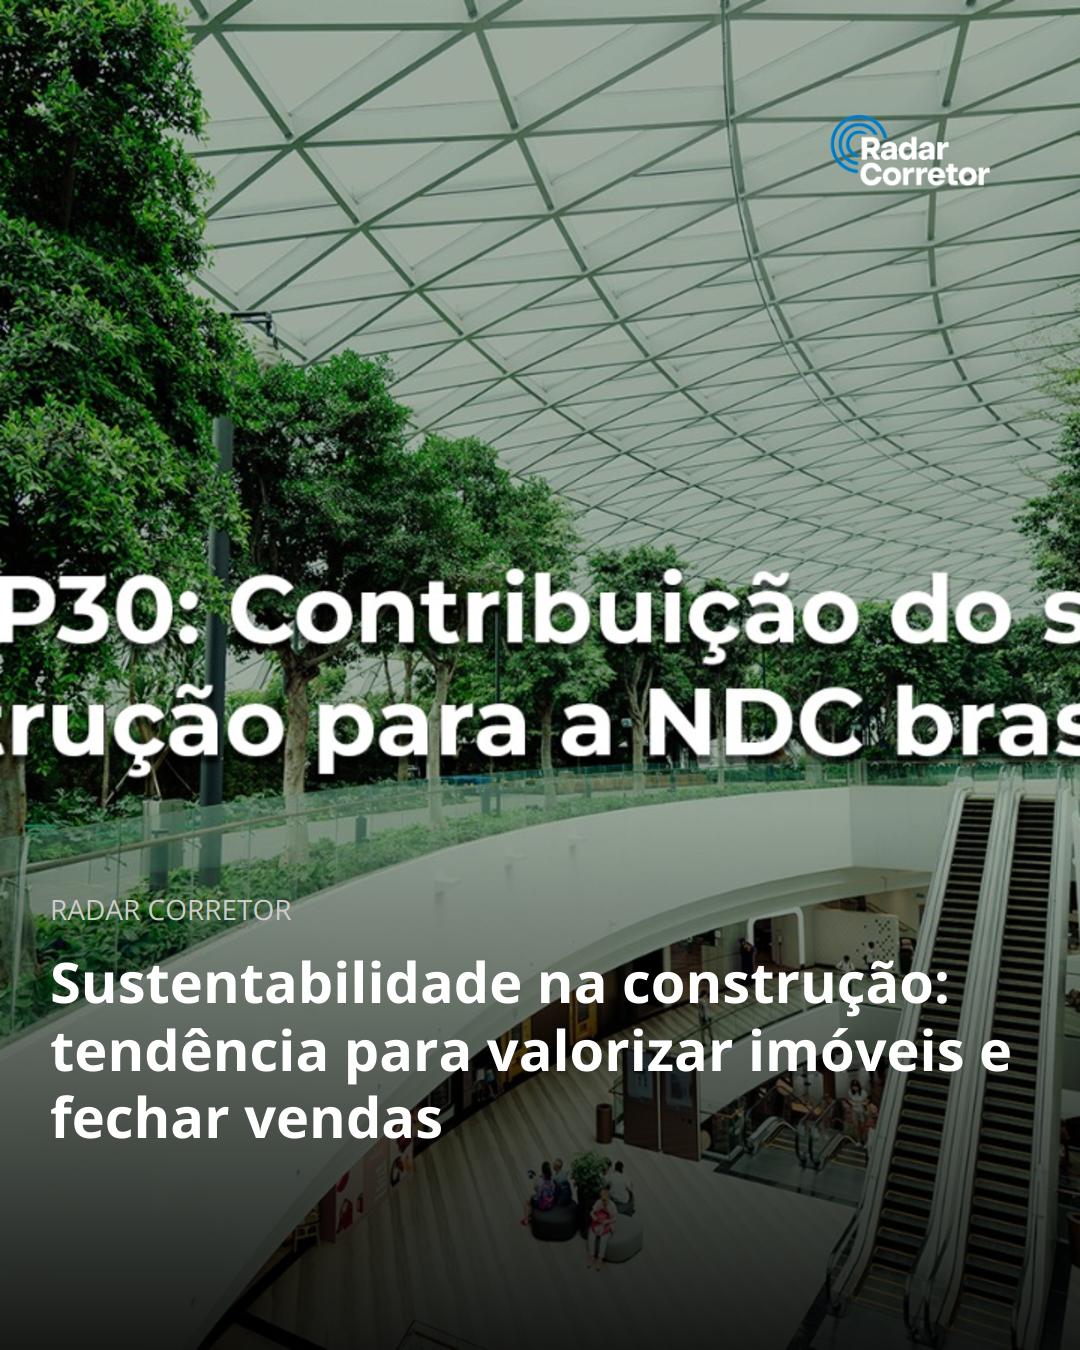 Radar
Corretor
P30: Contribuição do s
trução para a NDC bras
RADAR CORRETOR
Sustentabilidade na construção:
tendência para valorizar imóveis e
fechar vendas